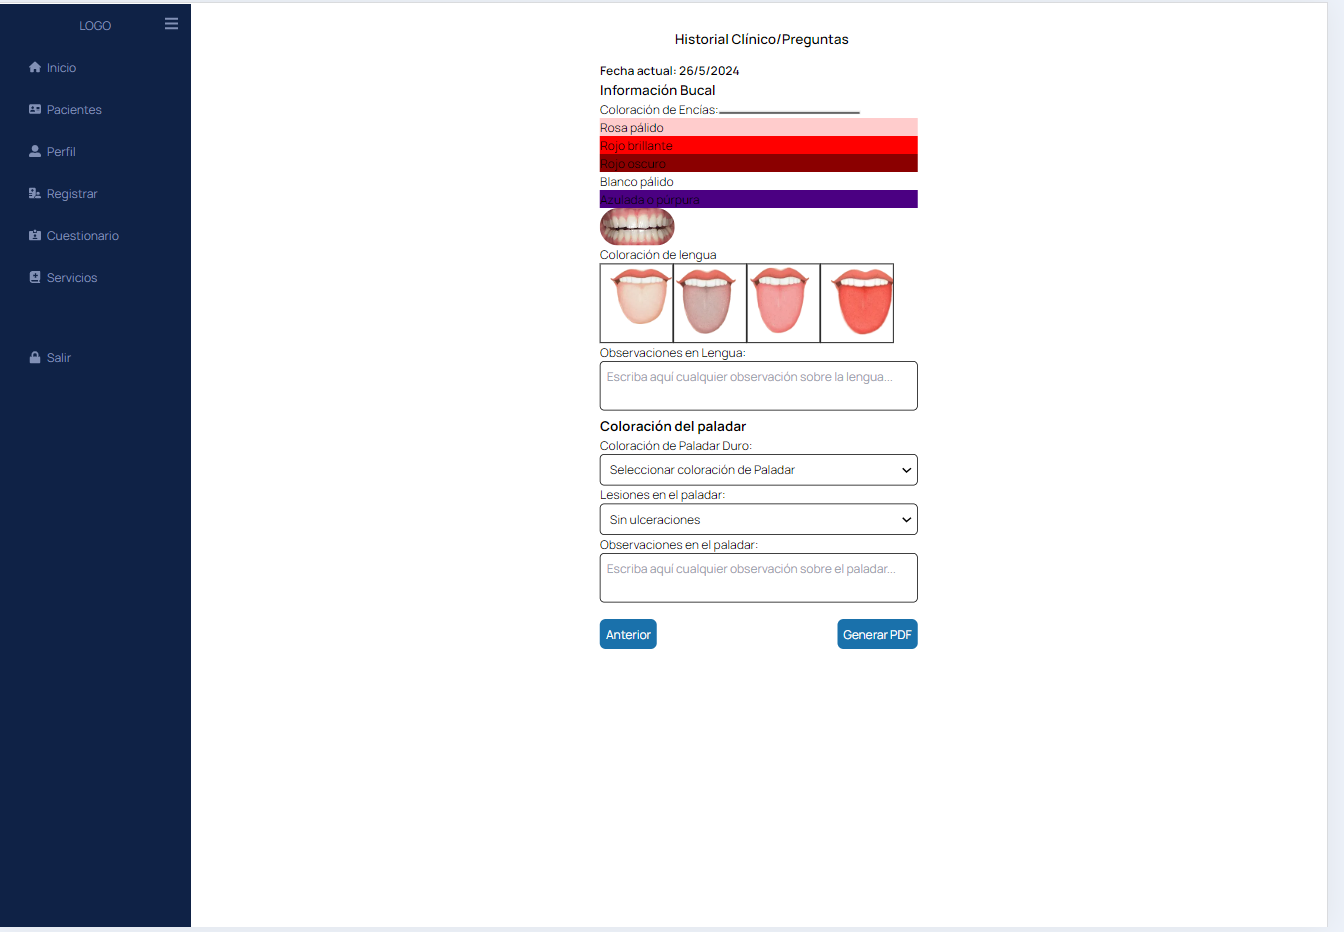 LOGO
Inicio
Pacientes
Perfil
Registrar
Cuestionario
Servicios
Salir
Historial Clínico/Preguntas
Fecha actual: 26/5/2024
Información Bucal
Coloración de Encías:
Rosa pálido
Rojo brillante
Rojo oscuro
Blanco pálido
Azulada o púrpura
Coloración de lengua
Observaciones en Lengua:
Escriba aquí cualquier observación sobre la lengua...
Coloración del paladar
Coloración de Paladar Duro:
Seleccionar coloración de Paladar
Lesiones en el paladar:
Sin ulceraciones
Observaciones en el paladar:
Escriba aquí cualquier observación sobre el paladar...
Anterior
Generar PDF